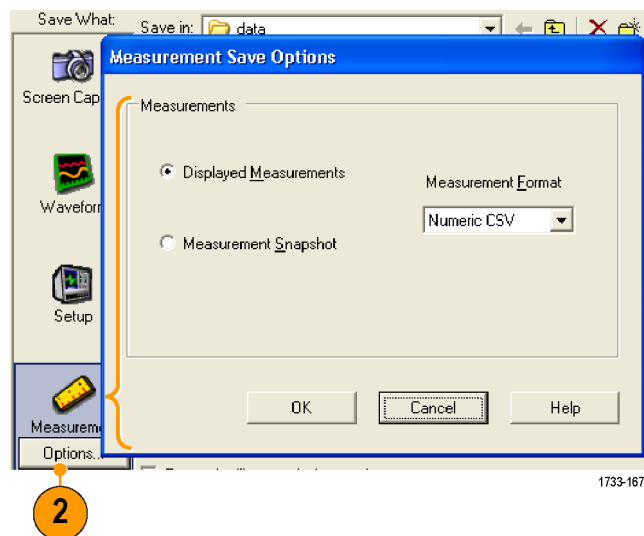 Save What:
Save in: data
Measurement Save Options
Screen Cap
Measurements
Displayed Measurements
Measurement Format
Waveform
Numeric CSV
Measurement Snapshot
Setup
OK
Cancel
Help
Measurem
Options...
1733-167
2